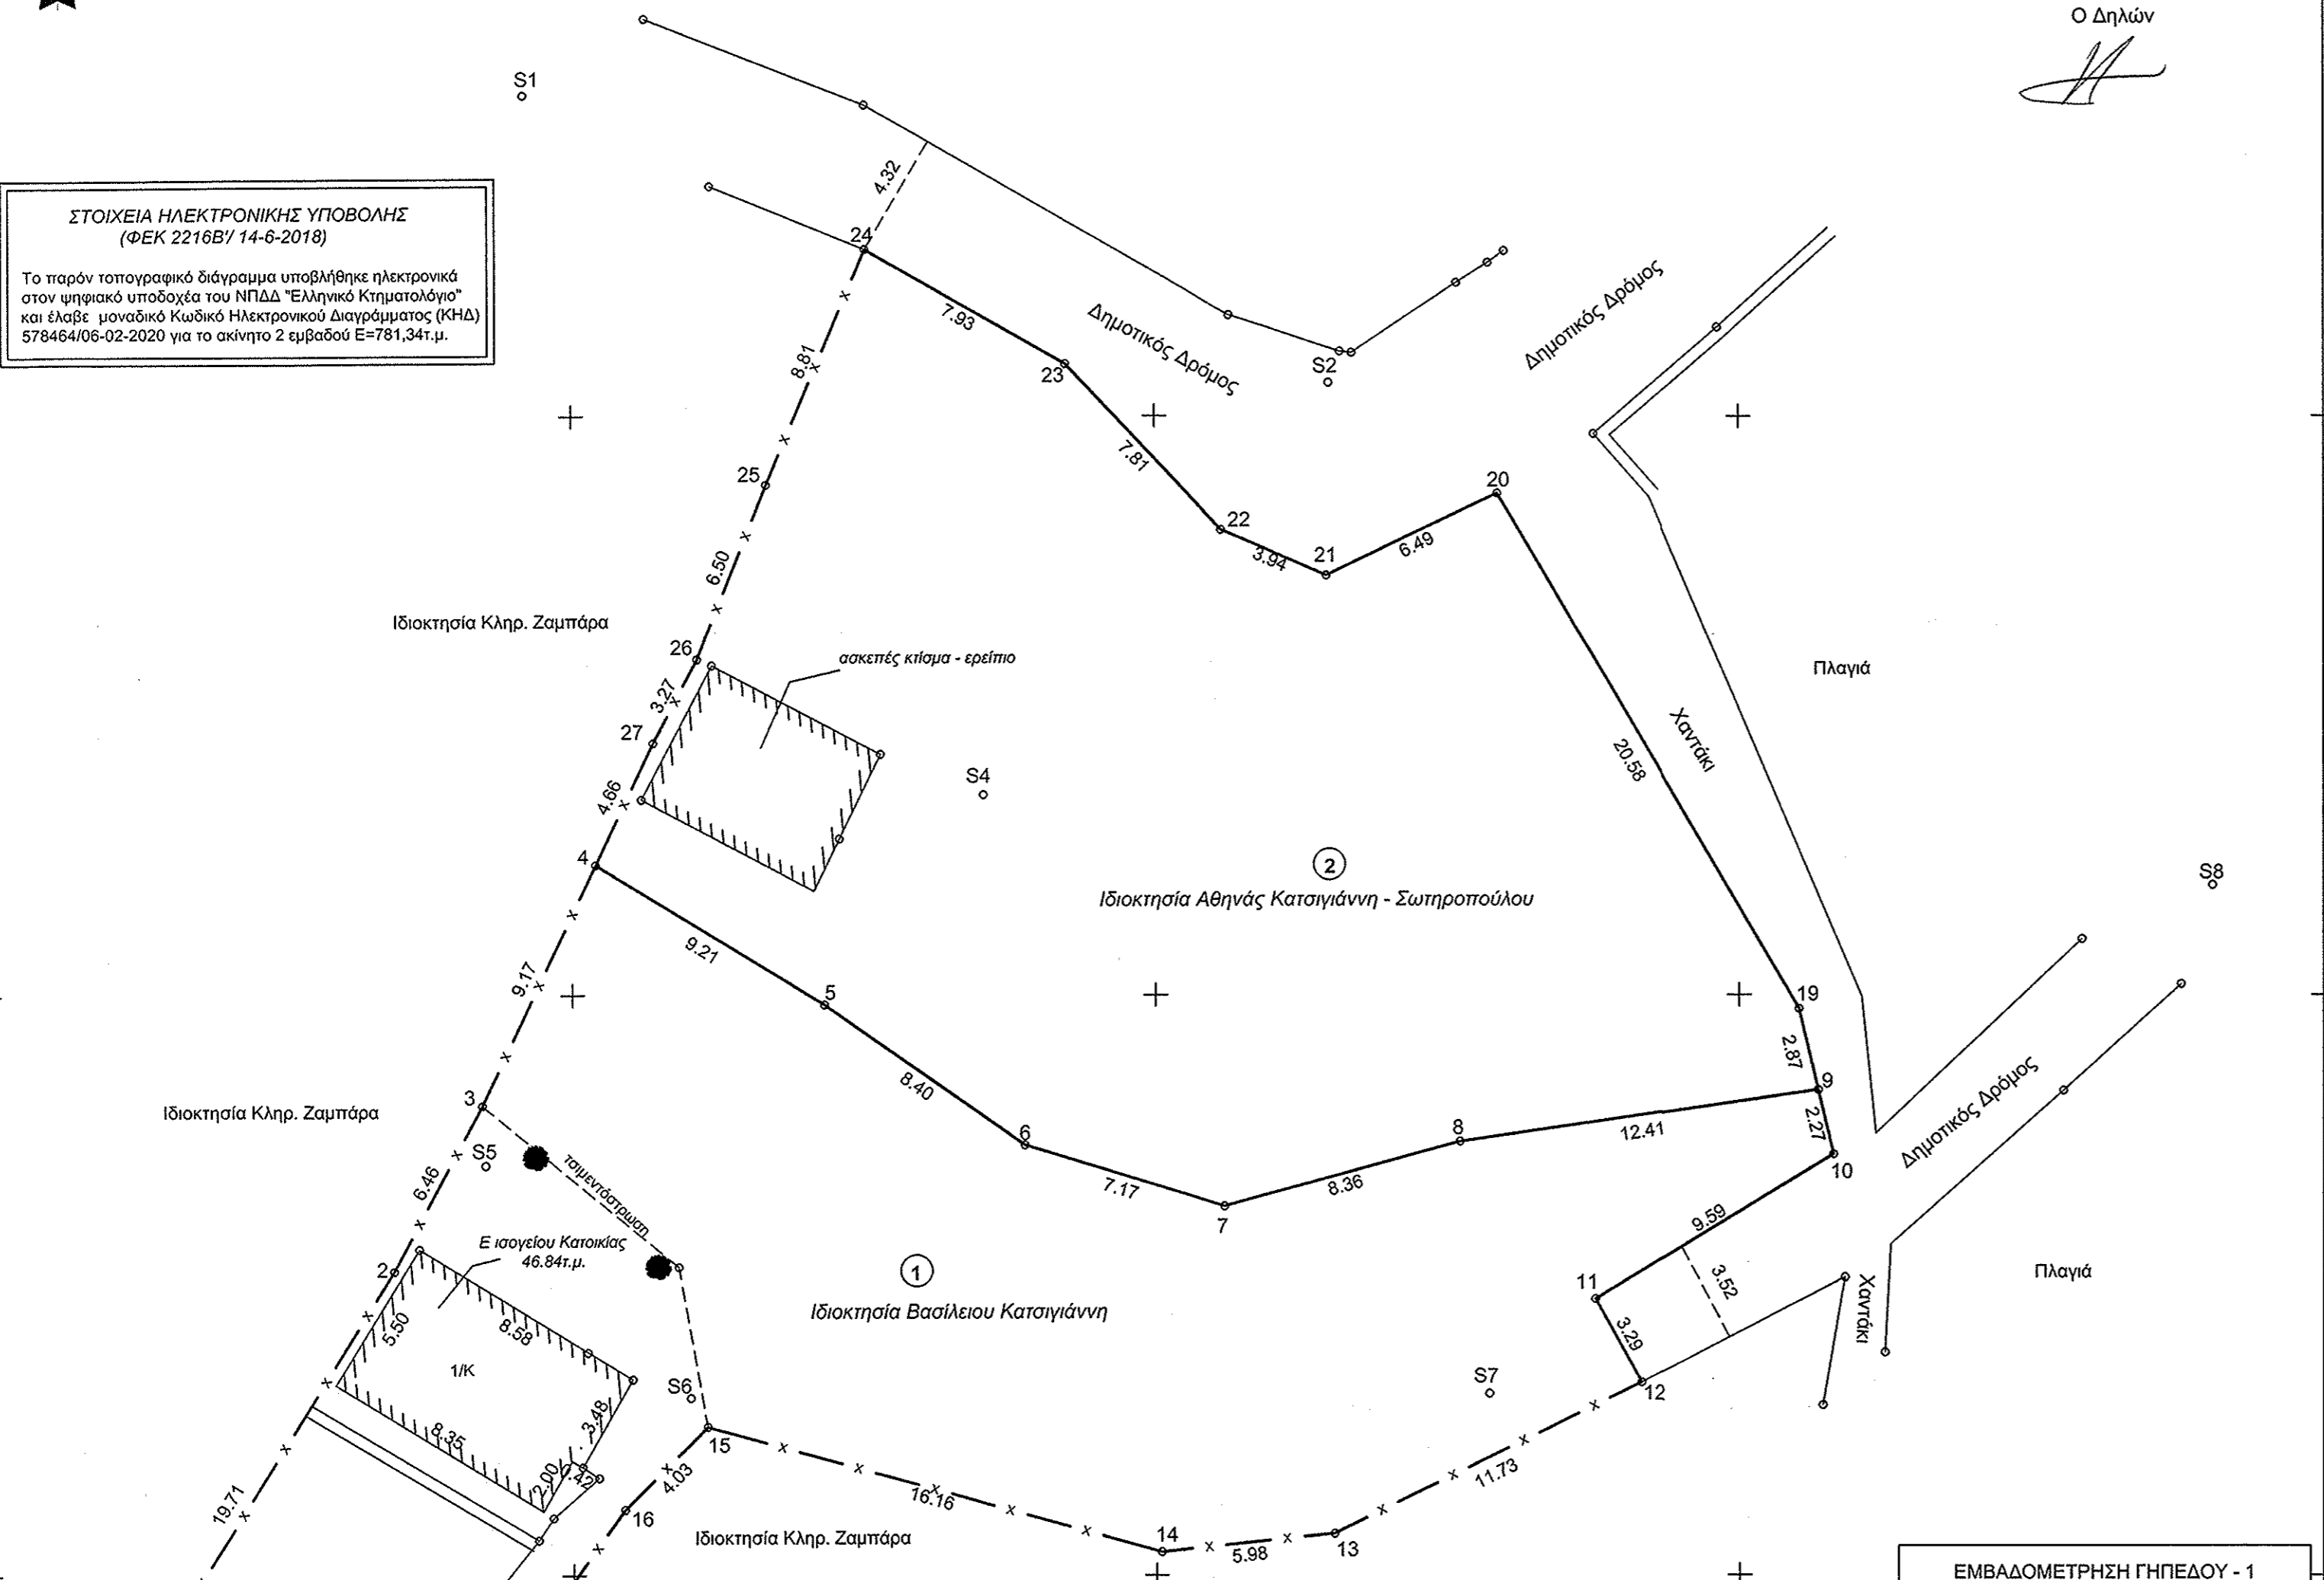 Ο Δηλών
S1
ΣΤΟΙΧΕΙΑ ΗΛΕΚΤΡΟΝΙΚΗΣ ΥΠΟΒΟΛΗΣ
(ΦΕΚ 2216Β'/ 14-6-2018)
Το παρόν τοπογραφικό διάγραμμα υποβλήθηκε ηλεκτρονικά
στον ψηφιακό υποδοχέα του ΝΠΔΔ "Ελληνικό Κτηματολόγιο"
και έλαβε μοναδικό Κωδικό Ηλεκτρονικού Διαγράμματος (ΚΗΔ)
578464/06-02-2020 για το ακίνητο 2 εμβαδού Ε=781,34τ.μ.
4.32
24
7.93
23
Δημοτικός Δρόμος
S2
Δημοτικός Δρόμος
8.81
7.81
25
22
3.94
21
6.49
20
6.50
Ιδιοκτησία Κληρ. Ζαμπάρα
26
ασκεπές κτίσμα - ερείπιο
Πλαγιά
3.27
27
Χαντάκι
20.58
S4
4.66
4
2
Ιδιοκτησία Αθηνάς Κατσιγιάννη - Σωτηροπούλου
S8
9.21
9.17
5
19
2.87
8.40
9
3
Ιδιοκτησία Κληρ. Ζαμπάρα
6
8
12.41
2.27
Δημοτικός Δρόμος
10
S5
τσιμεντόστρωση
6.46
7.17
8.36
7
9.59
Ε ισογείου Κατοικίας
46.84τ.μ.
2
1
Ιδιοκτησία Βασίλειου Κατσιγιάννη
11
3.52
Πλαγιά
Χαντάκι
5.50
8.58
3.29
1/Κ
S6
S7
12
8.35
3.48
15
2.00
0.42
4.03
16.16
11.73
19.71
16
Ιδιοκτησία Κληρ. Ζαμπάρα
14
5.98
13
ΕΜΒΑΔΟΜΕΤΡΗΣΗ ΓΗΠΕΔΟΥ - 1